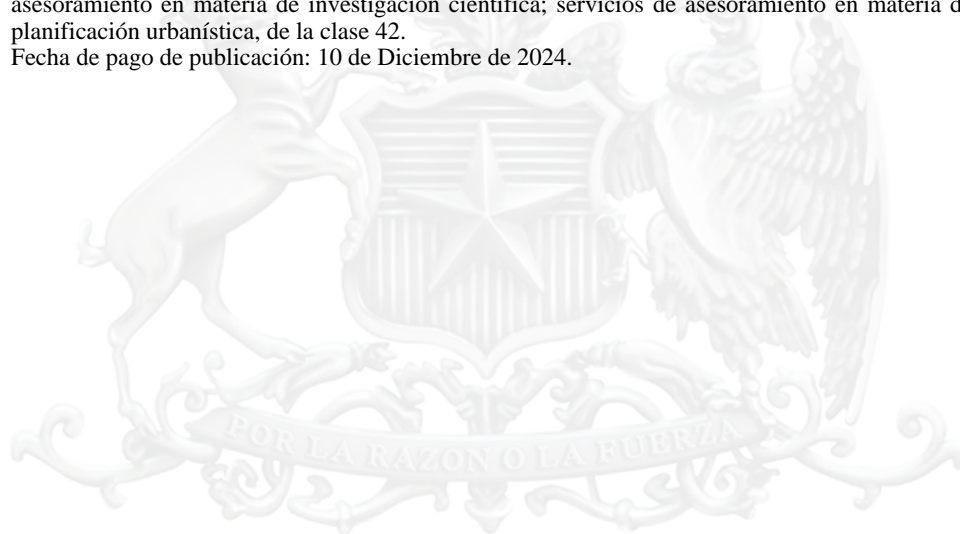 asesoramiento en materia de investigación científica; servicios de asesoramiento en materia d
planificación urbanística, de la clase 42.
Fecha de pago de publicación: 10 de Diciembre de 2024.
POR LA RAZON O LA FUERZA